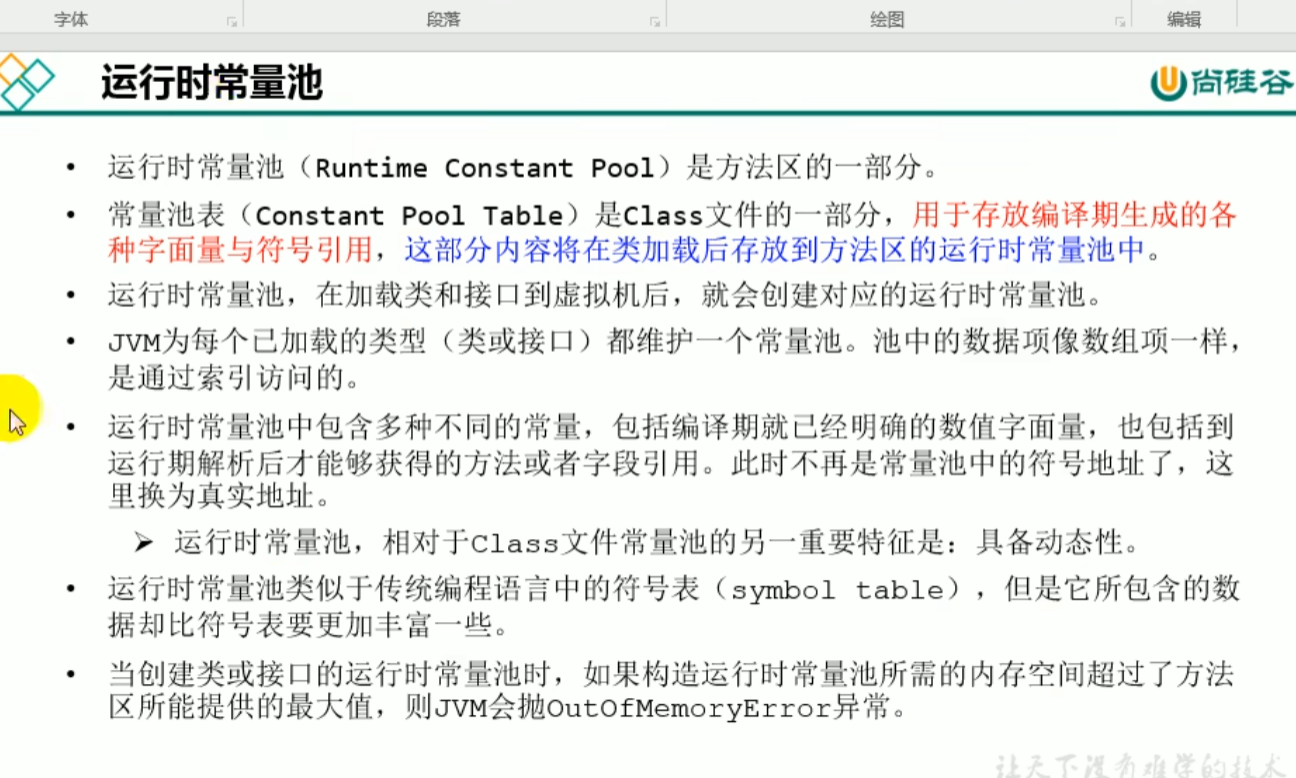 字体 段落 绘图 编辑
运行时常量池
尚硅谷
• 运行时常量池（Runtime Constant Pool）是方法区的一部分。
• 常量池表（Constant Pool Table）是Class文件的一部分，用于存放编译期生成的各
种字面量与符号引用，这部分内容将在类加载后存放到方法区的运行时常量池中。
• 运行时常量池，在加载类和接口到虚拟机后，就会创建对应的运行时常量池。
• JVM为每个已加载的类型（类或接口）都维护一个常量池。池中的数据项像数组项一样，
是通过索引访问的。
• 运行时常量池中包含多种不同的常量，包括编译期就已经明确的数值字面量，也包括到
运行期解析后才能够获得的方法或者字段引用。此时不再是常量池中的符号地址了，这
里换为真实地址。
➢ 运行时常量池，相对于Class文件常量池的另一重要特征是：具备动态性。
• 运行时常量池类似于传统编程语言中的符号表（symbol table），但是它所包含的数
据却比符号表要更加丰富一些。
• 当创建类或接口的运行时常量池时，如果构造运行时常量池所需的内存空间超过了方法
区所能提供的最大值，则JVM会抛OutOfMemoryError异常。
让天下没有难学的技术